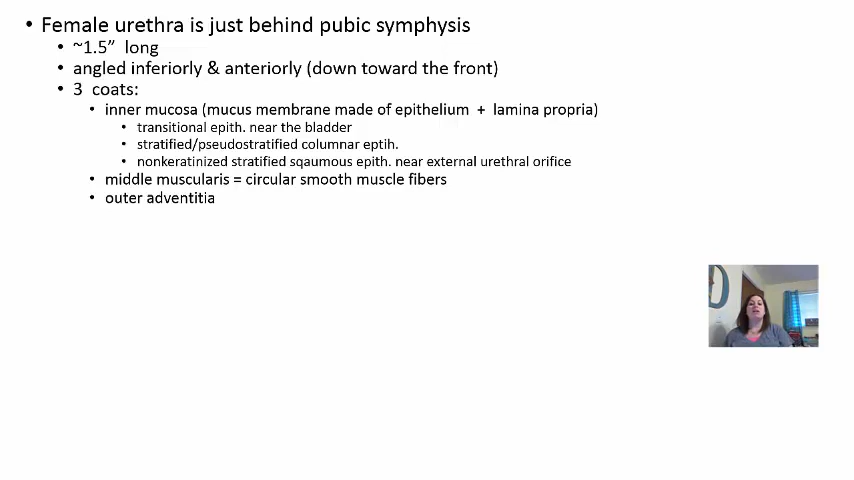 • Female urethra is just behind pubic symphysis
• ~1.5” long
• angled inferiorly & anteriorly (down toward the front)
• 3 coats:
• inner mucosa (mucus membrane made of epithelium + lamina propria)
• transitional epith. near the bladder
• stratified/pseudostratified columnar eptih.
• nonkeratinized stratified sqaumous epith. near external urethral orifice
• middle muscularis = circular smooth muscle fibers
• outer adventitia